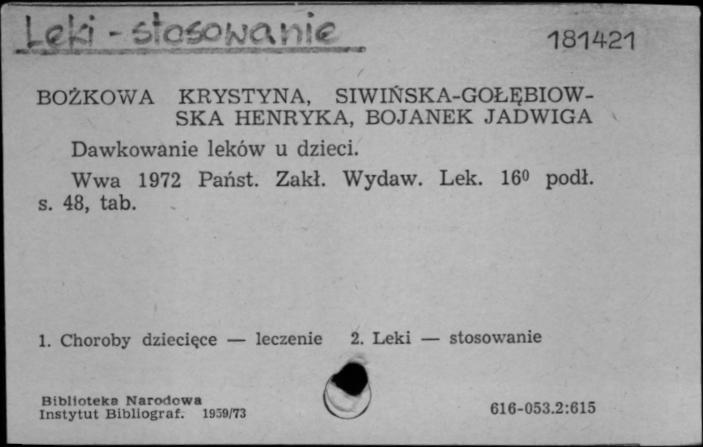 Leki - stosowanie
181421
BOŻKOWA KRYSTYNA, SIWIŃSKA-GOŁĘBIOW-
SKA HENRYKA, BOJANEK JADWIGA
Dawkowanie leków u dzieci.
Wwa 1972 Państ. Zakł. Wydaw. Lek. 16⁰ podł.
s. 48, tab.
1. Choroby dziecięce — leczenie 2. Leki — stosowanie
Biblioteka Narodowa
Instytut Bibliograf. 1959/73
616-053.2:615